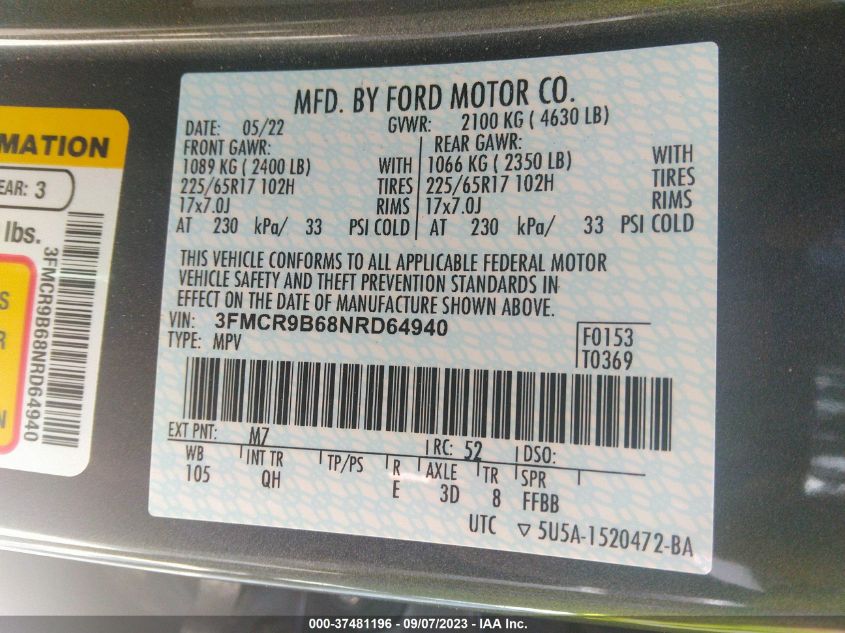 MATION
EAR: 3
lbs.
3FMCR9B68NRD64940
S
R
N
MFD. BY FORD MOTOR CO.
DATE: 05/22 GVWR: 2100 KG ( 4630 LB)
FRONT GAWR: REAR GAWR:
1089 KG ( 2400 LB) WITH 1066 KG ( 2350 LB) WITH
225/65R17 102H TIRES 225/65R17 102H TIRES
17x7.0J RIMS 17x7.0J RIMS
AT 230 kPa/ 33 PSI COLD AT 230 kPa/ 33 PSI COLD
THIS VEHICLE CONFORMS TO ALL APPLICABLE FEDERAL MOTOR
VEHICLE SAFETY AND THEFT PREVENTION STANDARDS IN
EFFECT ON THE DATE OF MANUFACTURE SHOWN ABOVE.
VIN: 3FMCR9B68NRD64940 F0153
TYPE: MPV T0369
EXT PNT: M7 RC: 52 DSO:
WB INT TR TP/PS R AXLE TR SPR
105 QH E 3D 8 FFBB
UTC ▽ 5U5A-1520472-BA
000-37481196 - 09/07/2023 - IAA Inc.